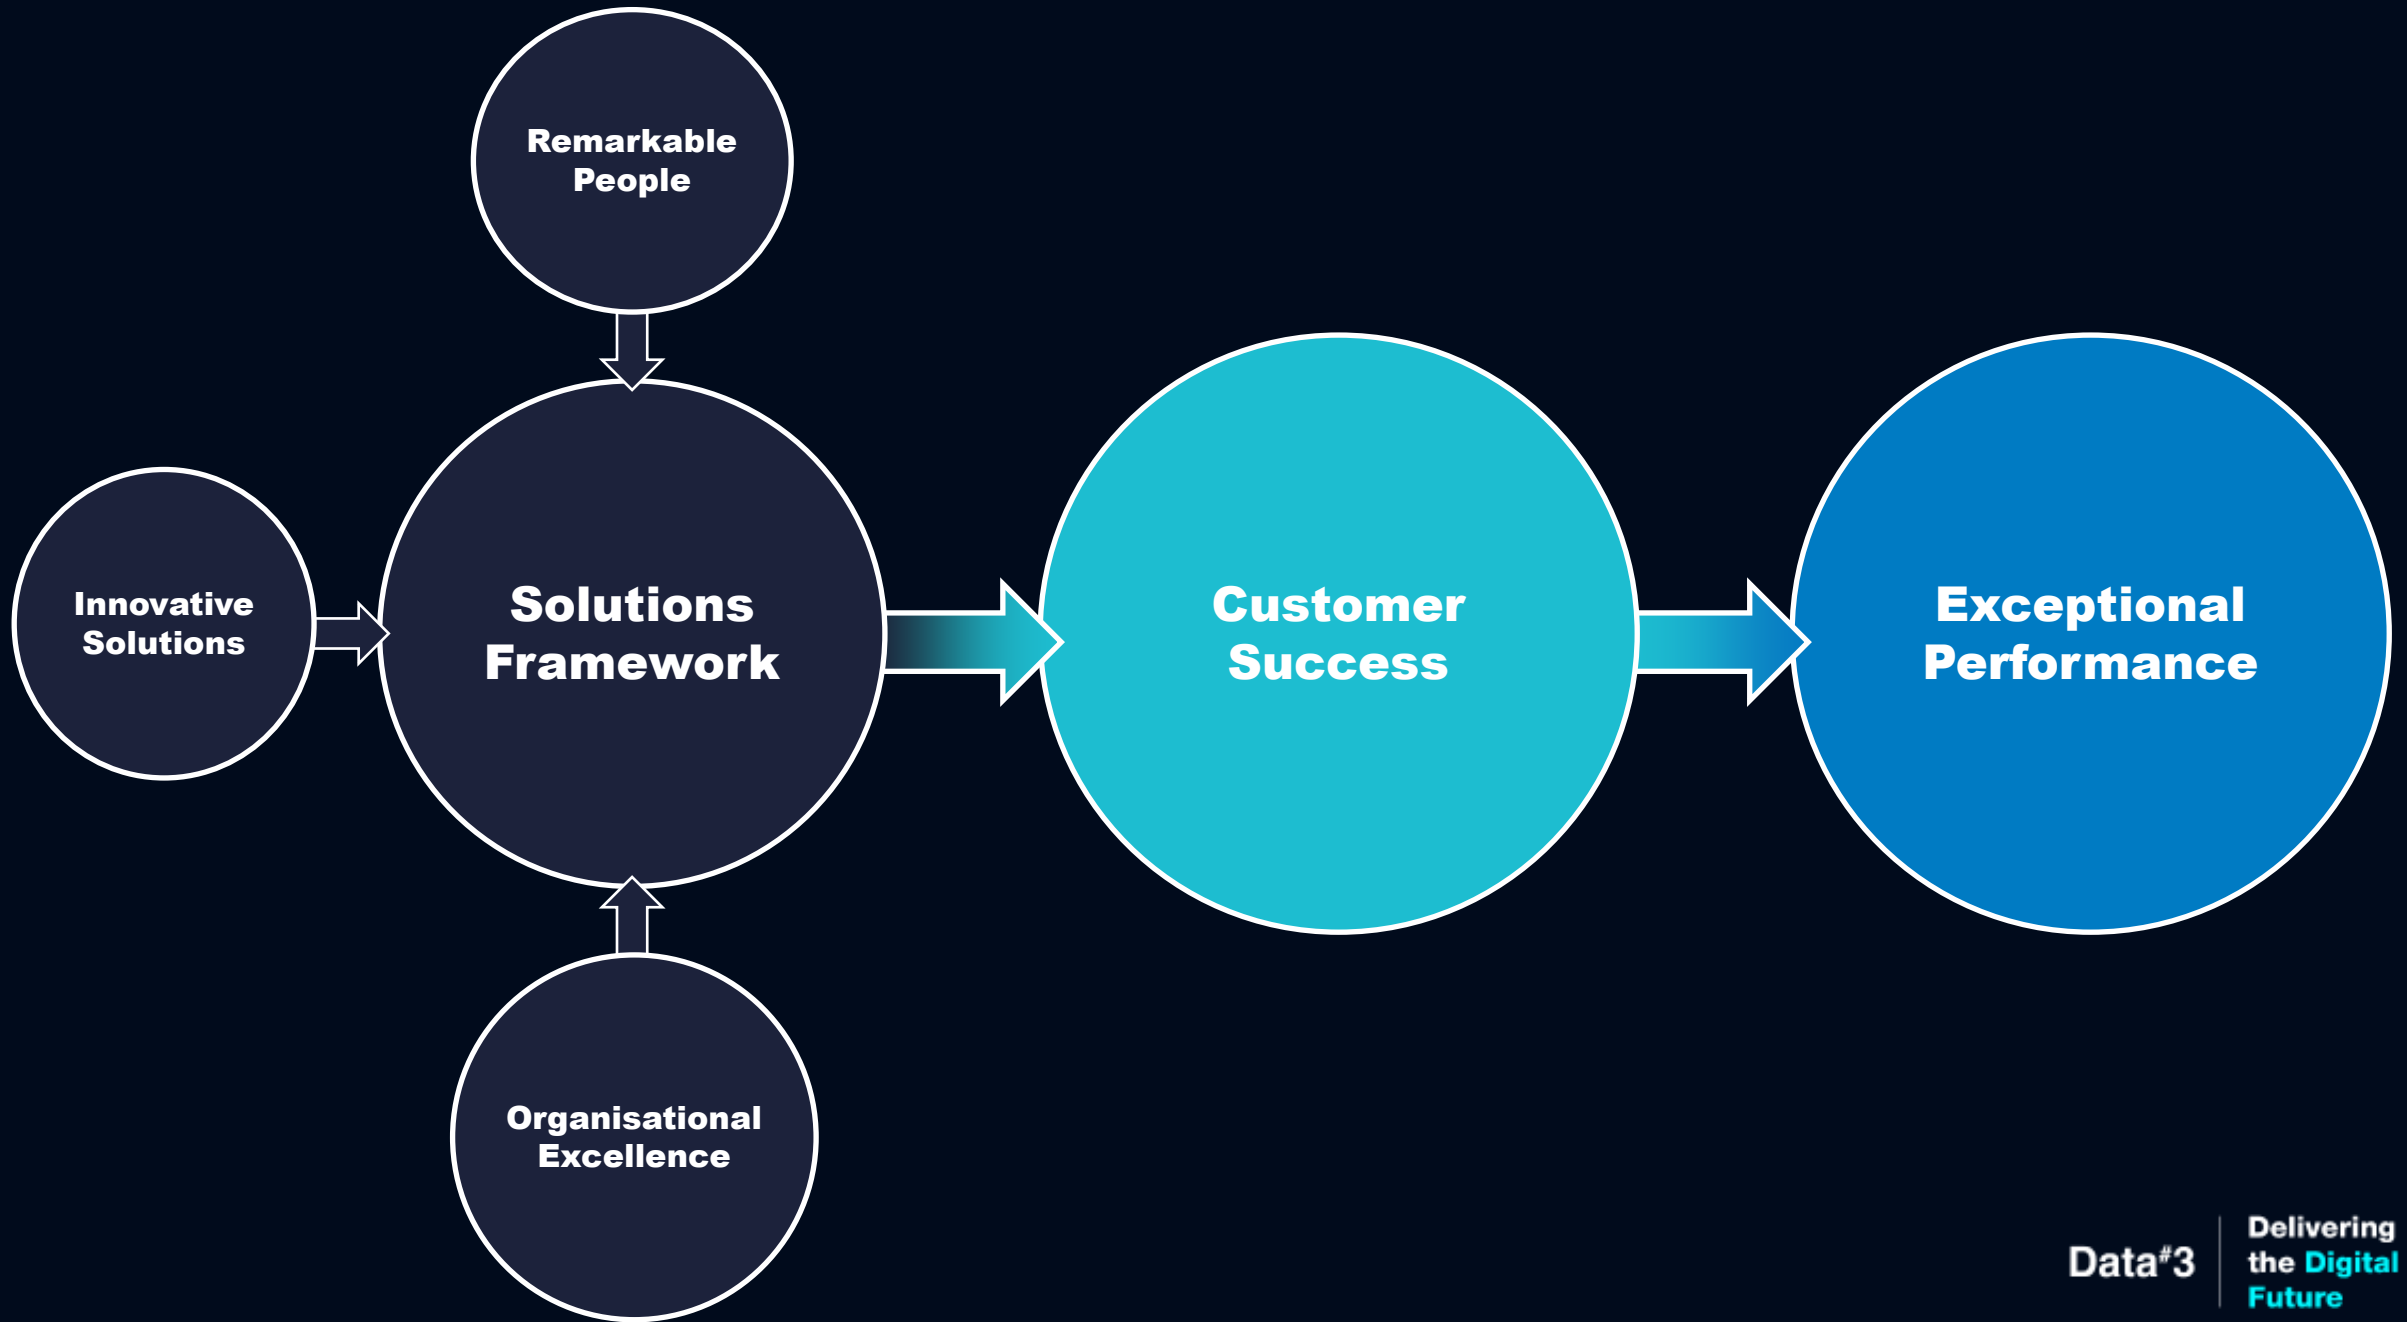 Remarkable
People
Innovative
Solutions
Solutions
Framework
Customer
Success
Exceptional
Performance
Organisational
Excellence
Data#3
Delivering
the Digital
Future